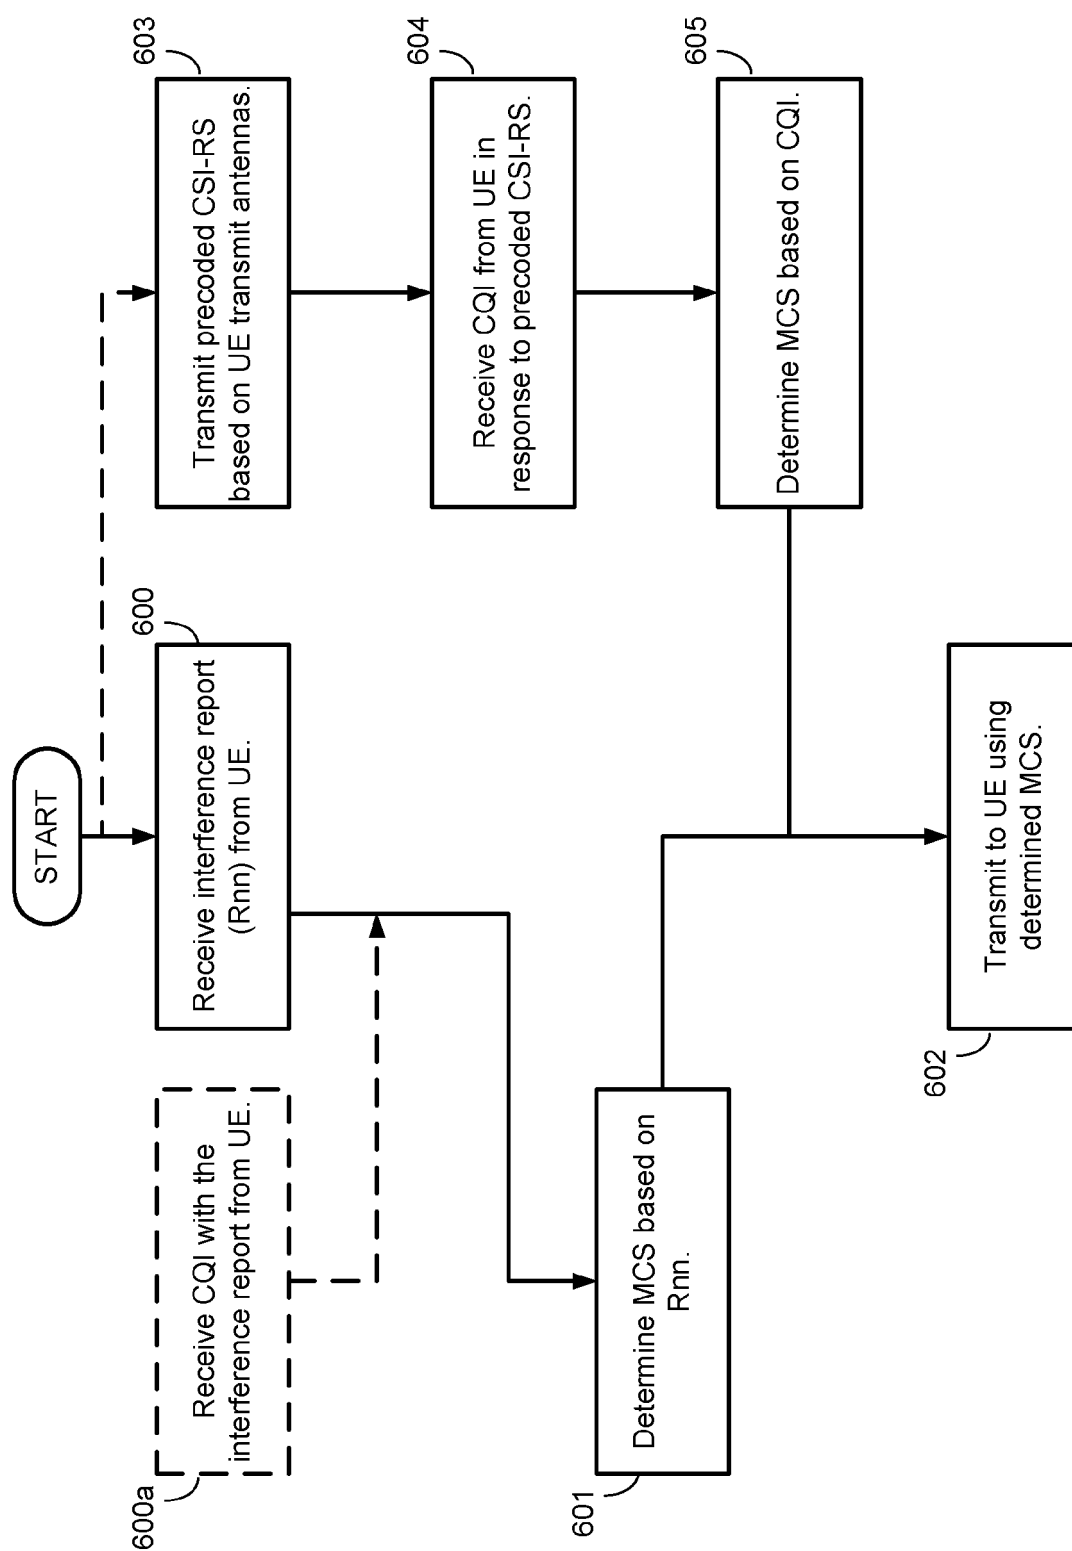 START
600a
Receive CQI with the
interference report from UE.
600
Receive interference report
(Rnn) from UE.
603
Transmit precoded CSI-RS
based on UE transmit antennas.
604
Receive CQI from UE in
response to precoded CSI-RS.
601
Determine MCS based on
Rnn.
605
Determine MCS based on CQI.
602
Transmit to UE using
determined MCS.